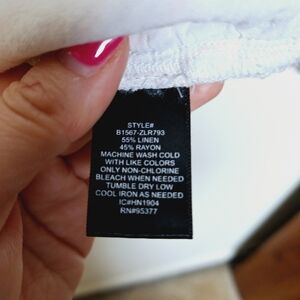 STYLE#
B1567-ZLR793
55% LINEN
45% RAYON
MACHINE WASH COLD
WITH LIKE COLORS
ONLY NON-CHLORINE
BLEACH WHEN NEEDED
TUMBLE DRY LOW
COOL IRON AS NEEDED
IC#HN1904
RN#95377